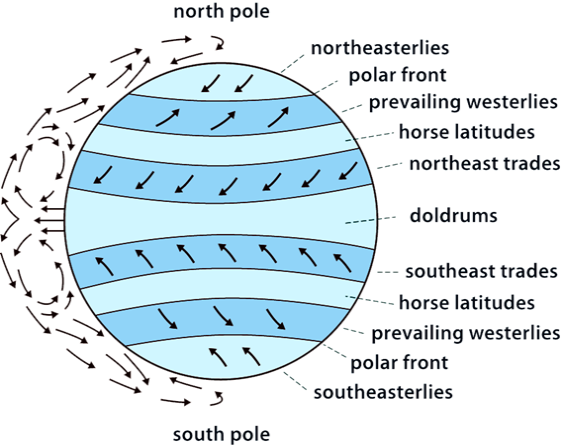 north pole
northeasterlies
polar front
prevailing westerlies
horse latitudes
northeast trades
doldrums
southeast trades
horse latitudes
prevailing westerlies
polar front
southeasterlies
south pole